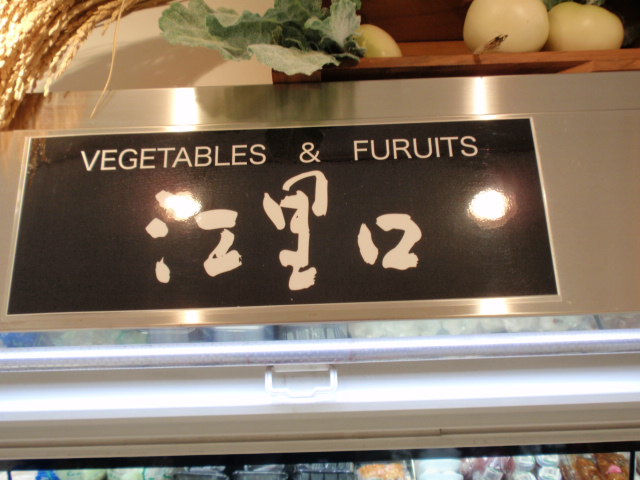 VEGETABLES & FURUITS
江里口